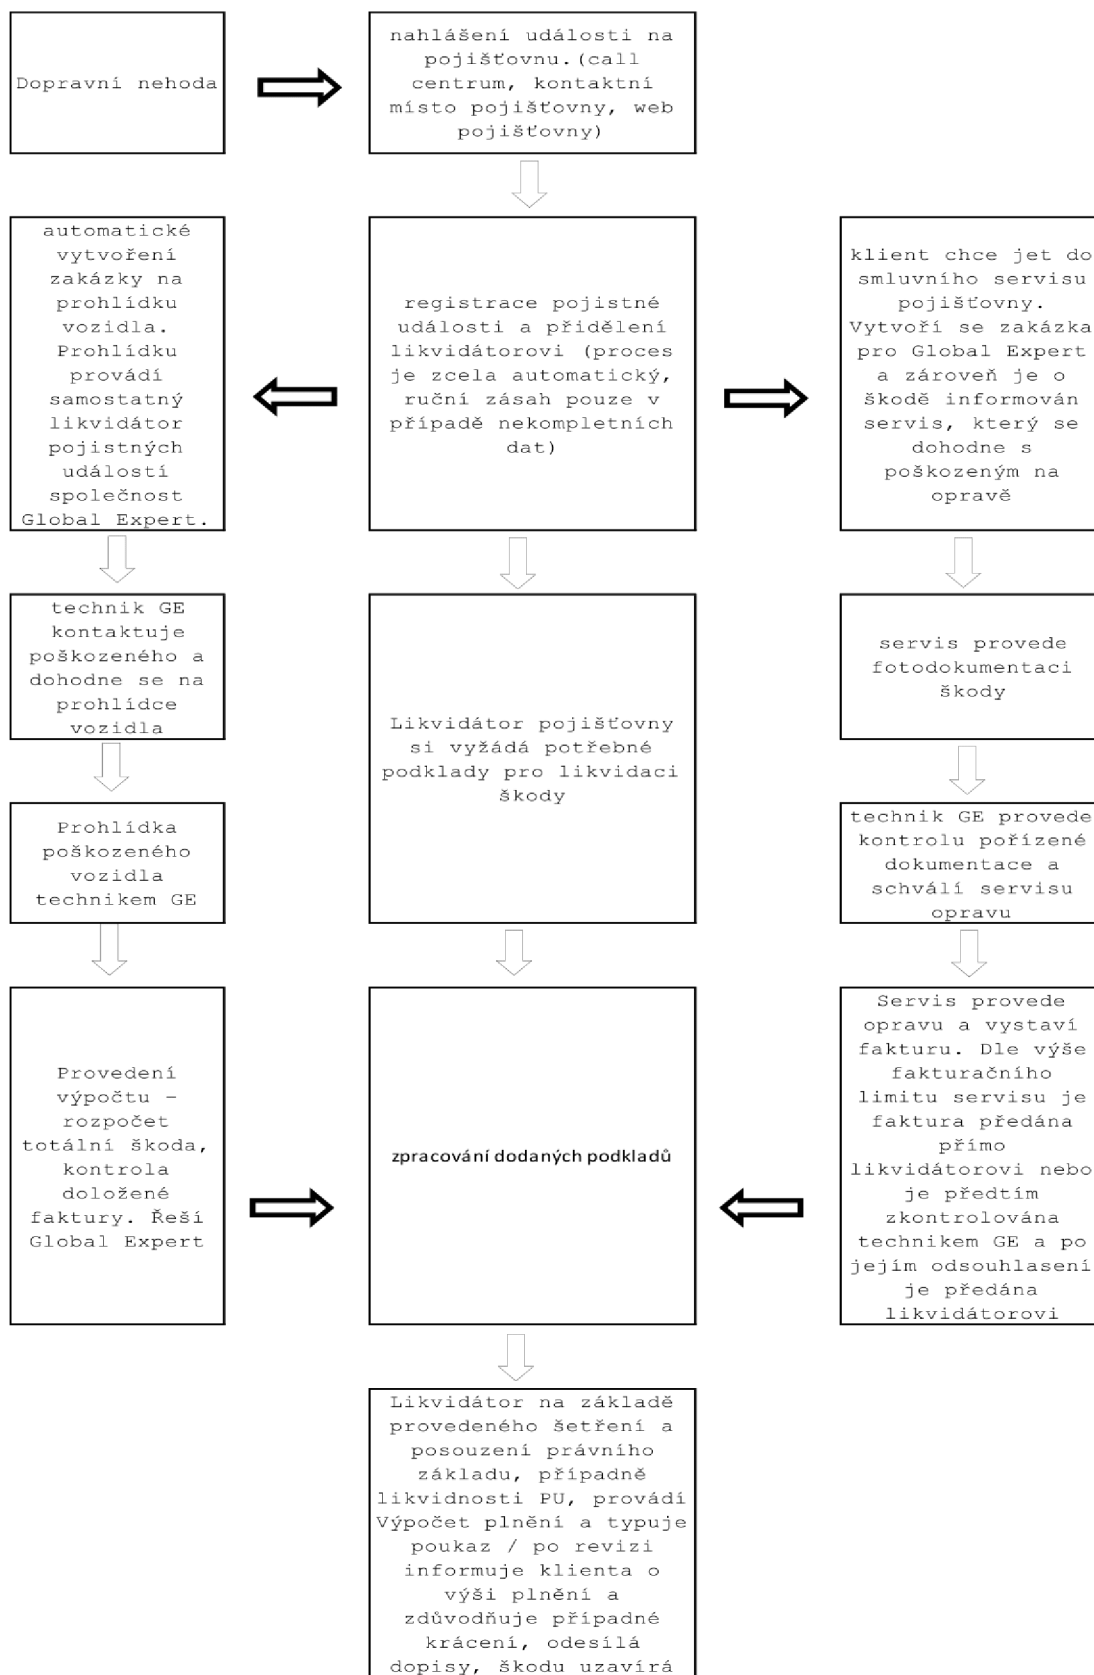 Dopravní nehoda
nahlášení události na
pojišťovnu.(call
centrum, kontaktní
místo pojišťovny, web
pojišťovny)
automatické
vytvoření
zakázky na
prohlídku
vozidla.
Prohlídku
provádí
samostatný
likvidátor
pojistných
událostí
společnost
Global Expert.
registrace pojistné
události a přidělení
likvidátorovi (proces
je zcela automatický,
ruční zásah pouze v
případě nekompletních
dat)
klient chce jet do
smluvního servisu
pojišťovny.
Vytvoří se zakázka
pro Global Expert
a zároveň je o
škodě informován
servis, který se
dohodne s
poškozeným na
opravě
technik GE
kontaktuje
poškozeného a
dohodne se na
prohlídce
vozidla
Likvidátor pojišťovny
si vyžádá potřebné
podklady pro likvidaci
škody
servis provede
fotodokumentaci
škody
Prohlídka
poškozeného
vozidla
technikem GE
technik GE provede
kontrolu pořízené
dokumentace a
schválí servisu
opravu
Provedení
výpočtu –
rozpočet
totální škoda,
kontrola
doložené
faktury. Řeší
Global Expert
zpracování dodaných podkladů
Servis provede
opravu a vystaví
fakturu. Dle výše
fakturačního
limitu servisu je
faktura předána
přímo
likvidátorovi nebo
je předtím
zkontrolována
technikem GE a po
jejím odsouhlasení
je předána
likvidátorovi
Likvidátor na základě
provedeného šetření a
posouzení právního
základu, případně
likvidnosti PU, provádí
Výpočet plnění a typuje
poukaz / po revizi
informuje klienta o
výši plnění a
zdůvodňuje případné
krácení, odesílá
dopisy, škodu uzavírá